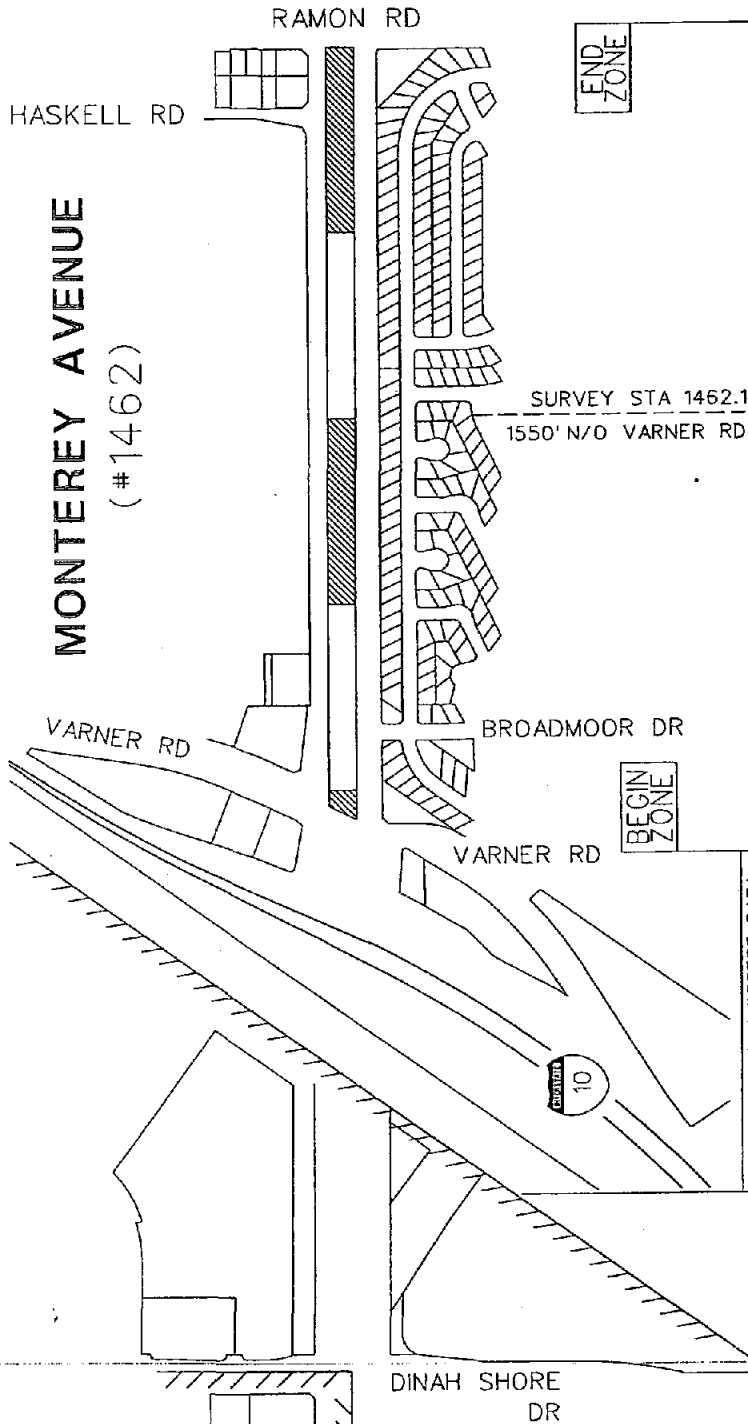 RAMON RD
END
ZONE
HASKELL RD
MONTEREY AVENUE
(#1462)
SURVEY STA 1462.1
1550' N/O VARNER RD
VARNER RD
BROADMOOR DR
BEGIN
ZONE
VARNER RD
INTERSTATE
10
DINAH SHORE
DR